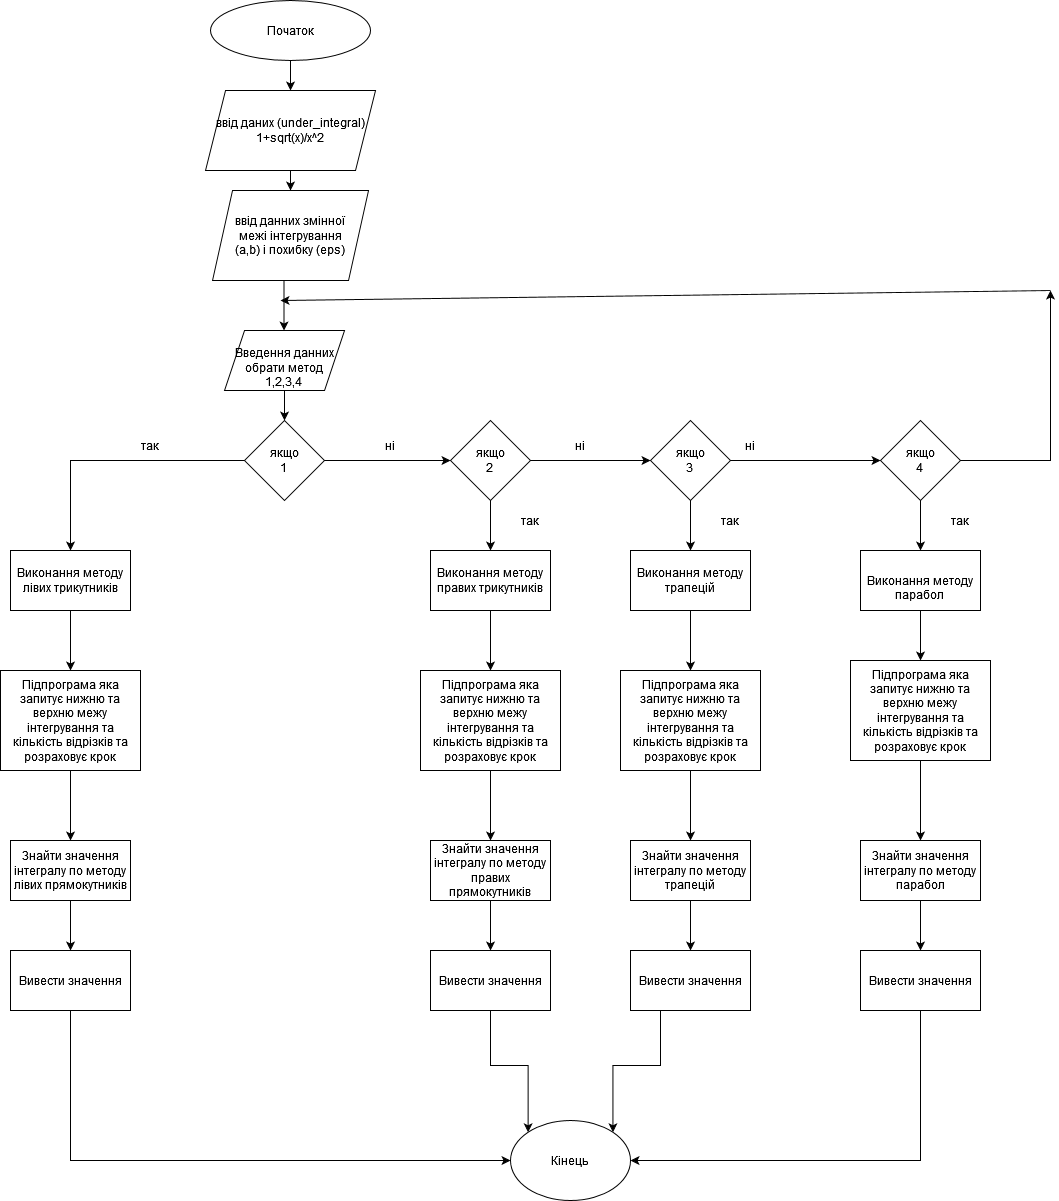 Початок
ввід даних (under_integral)
1+sqrt(x)/x^2
ввід данних змінної
межі інтегрування
(a,b) і похибку (eps)
Введення данних
обрати метод
1,2,3,4
так
якщо
1
ні
якщо
2
ні
якщо
3
ні
якщо
4
так
так
так
Виконання методу
лівих трикутників
Виконання методу
правих трикутників
Виконання методу
трапецій
Виконання методу
парабол
Підпрограма яка
запитує нижню та
верхню межу
інтегрування та
кількість відрізків та
розраховує крок
Підпрограма яка
запитує нижню та
верхню межу
інтегрування та
кількість відрізків та
розраховує крок
Підпрограма яка
запитує нижню та
верхню межу
інтегрування та
кількість відрізків та
розраховує крок
Підпрограма яка
запитує нижню та
верхню межу
інтегрування та
кількість відрізків та
розраховує крок
Знайти значення
інтегралу по методу
лівих прямокутників
Знайти значення
інтегралу по методу
правих
прямокутників
Знайти значення
інтегралу по методу
трапецій
Знайти значення
інтегралу по методу
парабол
Вивести значення
Вивести значення
Вивести значення
Вивести значення
Кінець